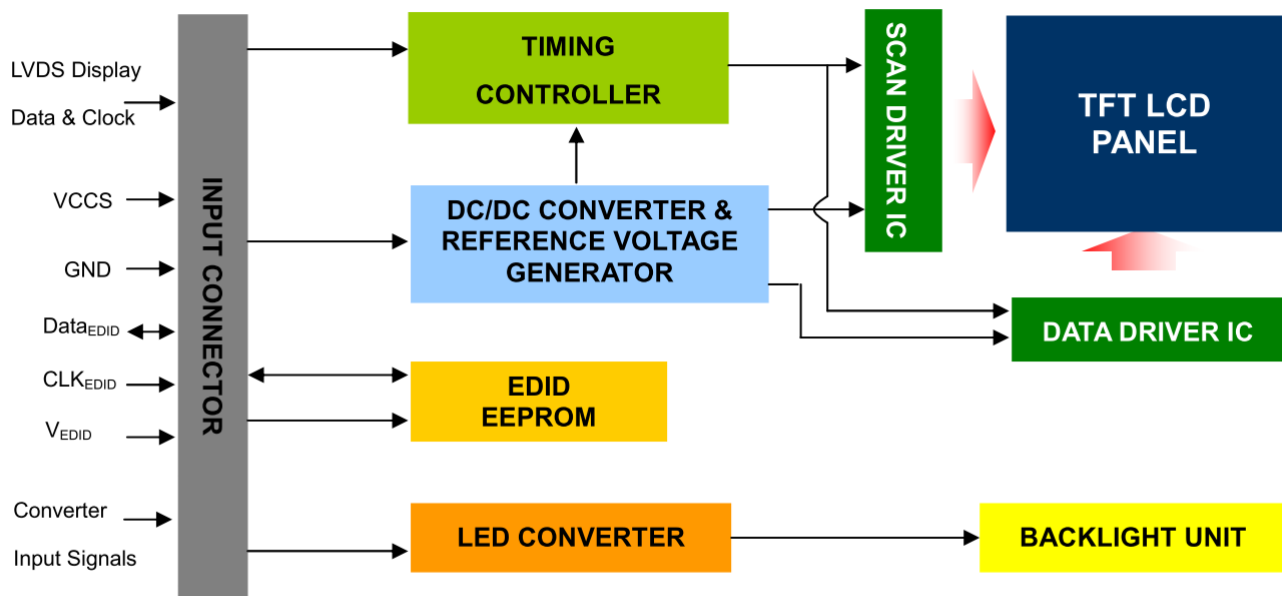 LVDS Display
Data & Clock
VCCS
GND
DataEDID
CLKEDID
VEDID
Converter
Input Signals
INPUT CONNECTOR
TIMING
CONTROLLER
DC/DC CONVERTER &
REFERENCE VOLTAGE
GENERATOR
EDID
EEPROM
LED CONVERTER
SCAN DRIVER IC
TFT LCD
PANEL
DATA DRIVER IC
BACKLIGHT UNIT